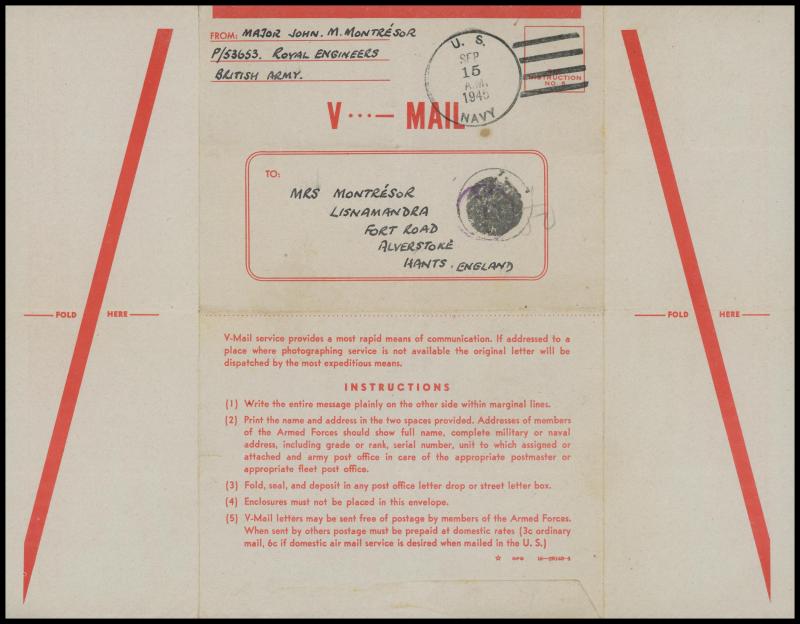 FROM: MAJOR JOHN. M. MONTRÉSOR
P/53653. ROYAL ENGINEERS
BRITISH ARMY.
U. S.
SEP
15
A.M.
1945
NAVY
INSTRUCTION
NO. 5
V ···— MAIL
TO:
MRS MONTRÉSOR
LISNAMANDRA
FORT ROAD
ALVERSTOKE
HANTS. ENGLAND
FOLD HERE
FOLD HERE
V-Mail service provides a most rapid means of communication. If addressed to a
place where photographing service is not available the original letter will be
dispatched by the most expeditious means.
INSTRUCTIONS
(1) Write the entire message plainly on the other side within marginal lines.
(2) Print the name and address in the two spaces provided. Addresses of members
of the Armed Forces should show full name, complete military or naval
address, including grade or rank, serial number, unit to which assigned or
attached and army post office in care of the appropriate postmaster or
appropriate fleet post office.
(3) Fold, seal, and deposit in any post office letter drop or street letter box.
(4) Enclosures must not be placed in this envelope.
(5) V-Mail letters may be sent free of postage by members of the Armed Forces.
When sent by others postage must be prepaid at domestic rates (3c ordinary
mail, 6c if domestic air mail service is desired when mailed in the U. S.)
☆ GPO